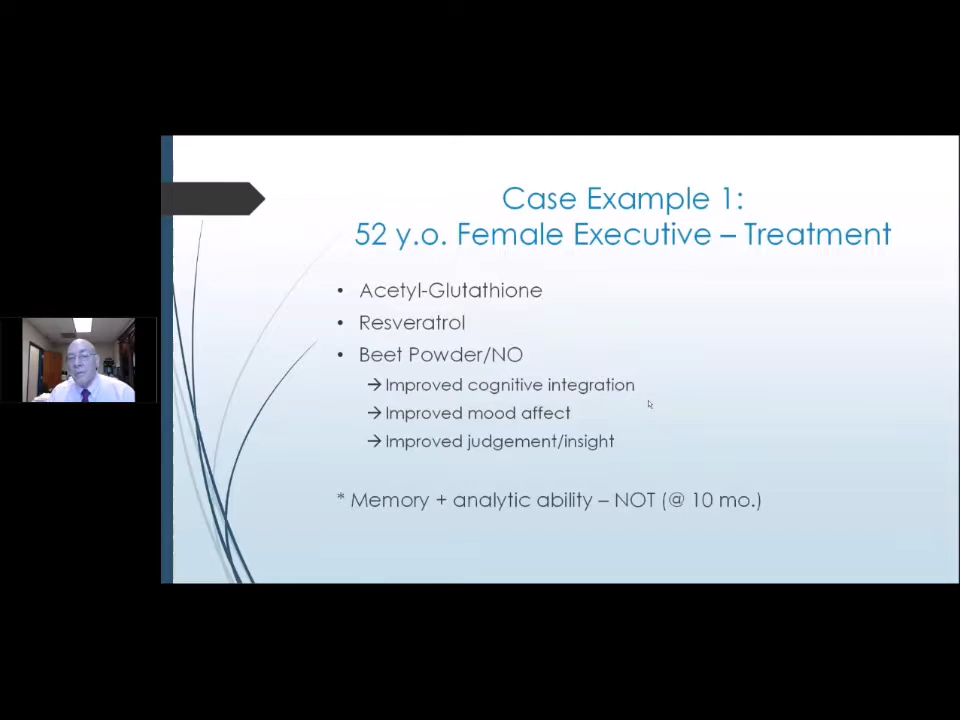 Case Example 1:
52 y.o. Female Executive – Treatment
• Acetyl-Glutathione
• Resveratrol
• Beet Powder/NO
→Improved cognitive integration
→Improved mood affect
→Improved judgement/insight
* Memory + analytic ability – NOT (@ 10 mo.)